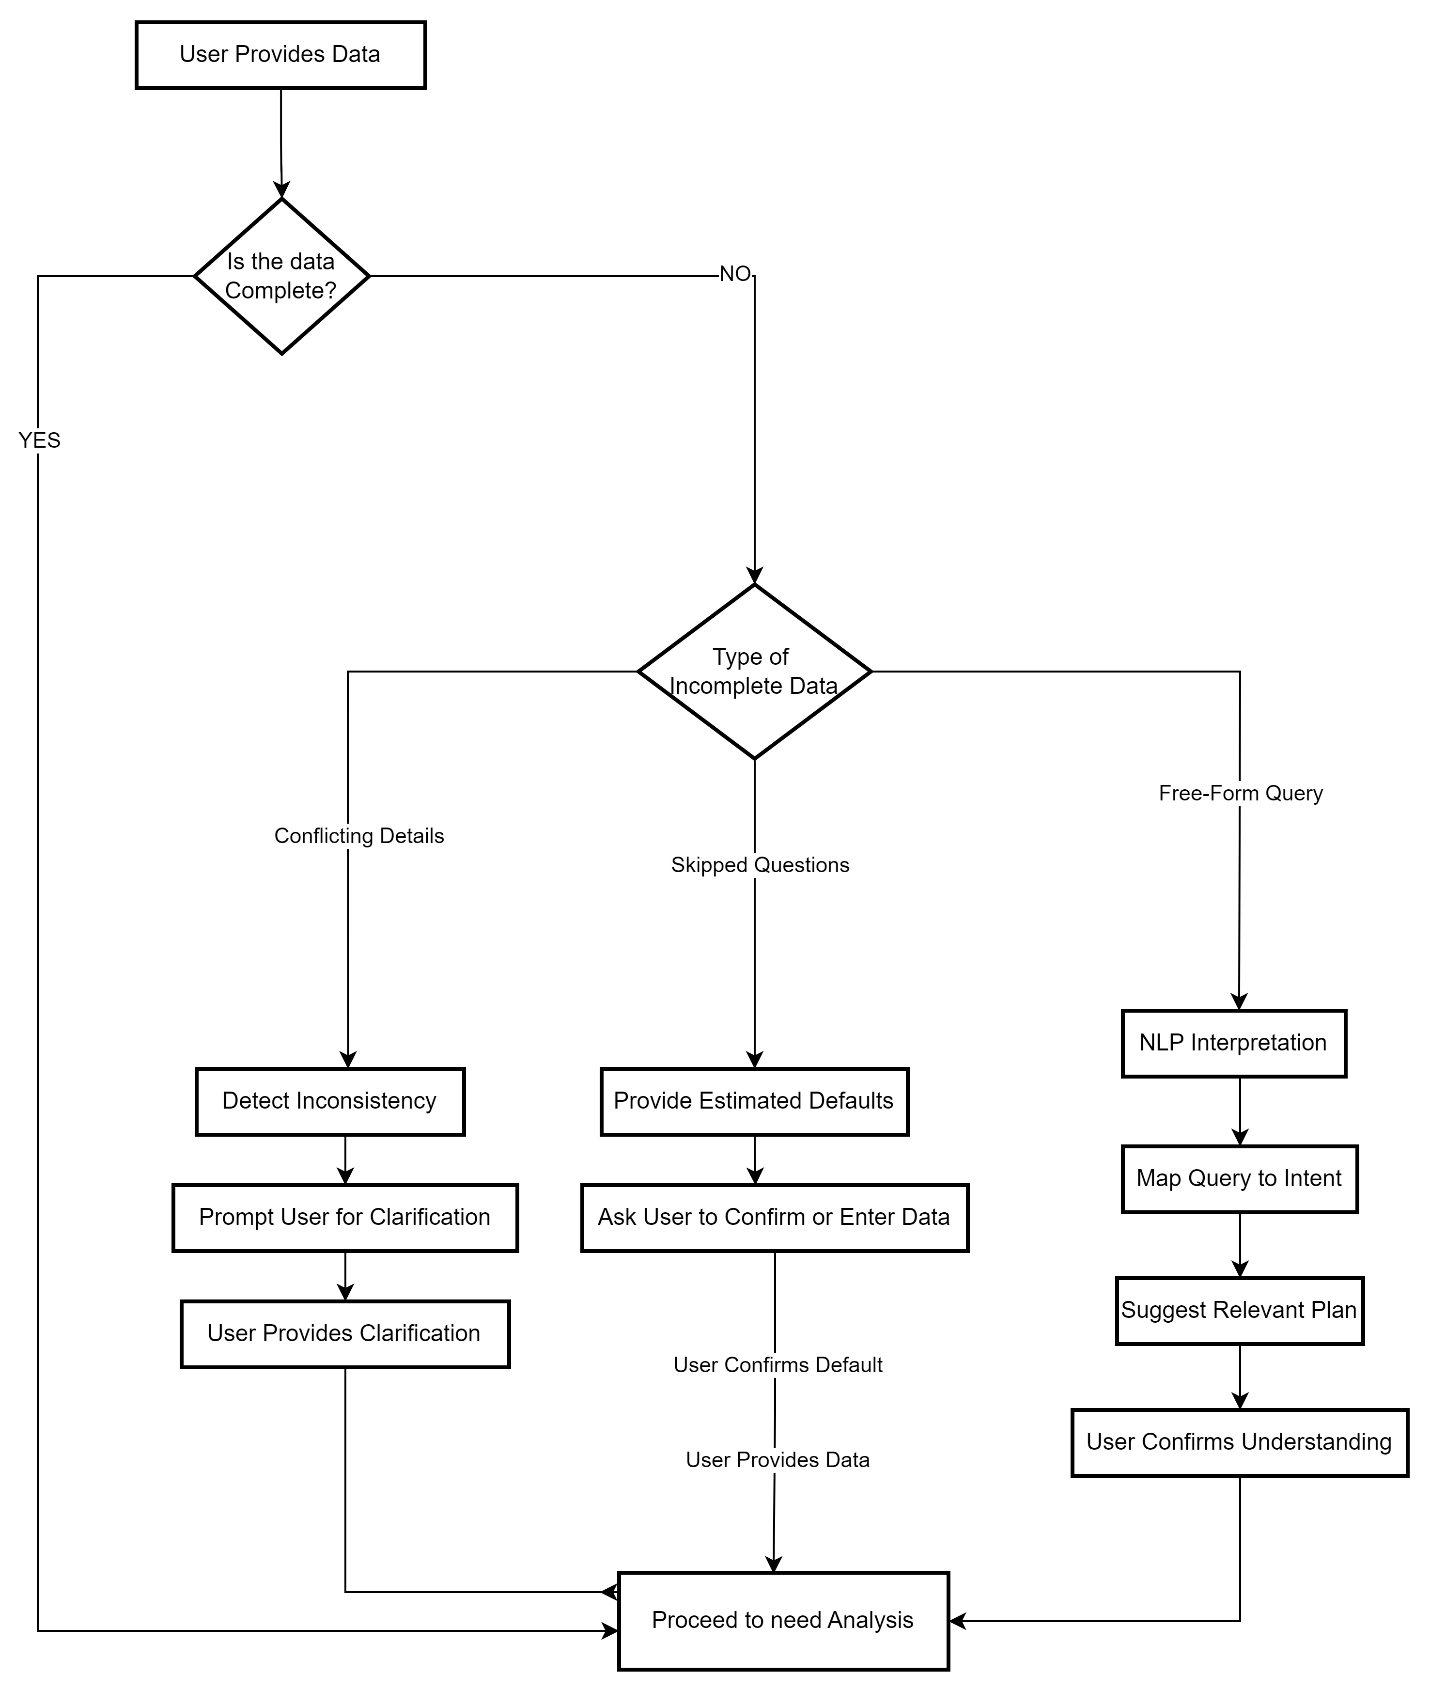 User Provides Data
Is the data
Complete?
NO
YES
Type of
Incomplete Data
Free-Form Query
Conflicting Details
Skipped Questions
NLP Interpretation
Detect Inconsistency
Provide Estimated Defaults
Map Query to Intent
Prompt User for Clarification
Ask User to Confirm or Enter Data
Suggest Relevant Plan
User Provides Clarification
User Confirms Default
User Confirms Understanding
User Provides Data
Proceed to need Analysis